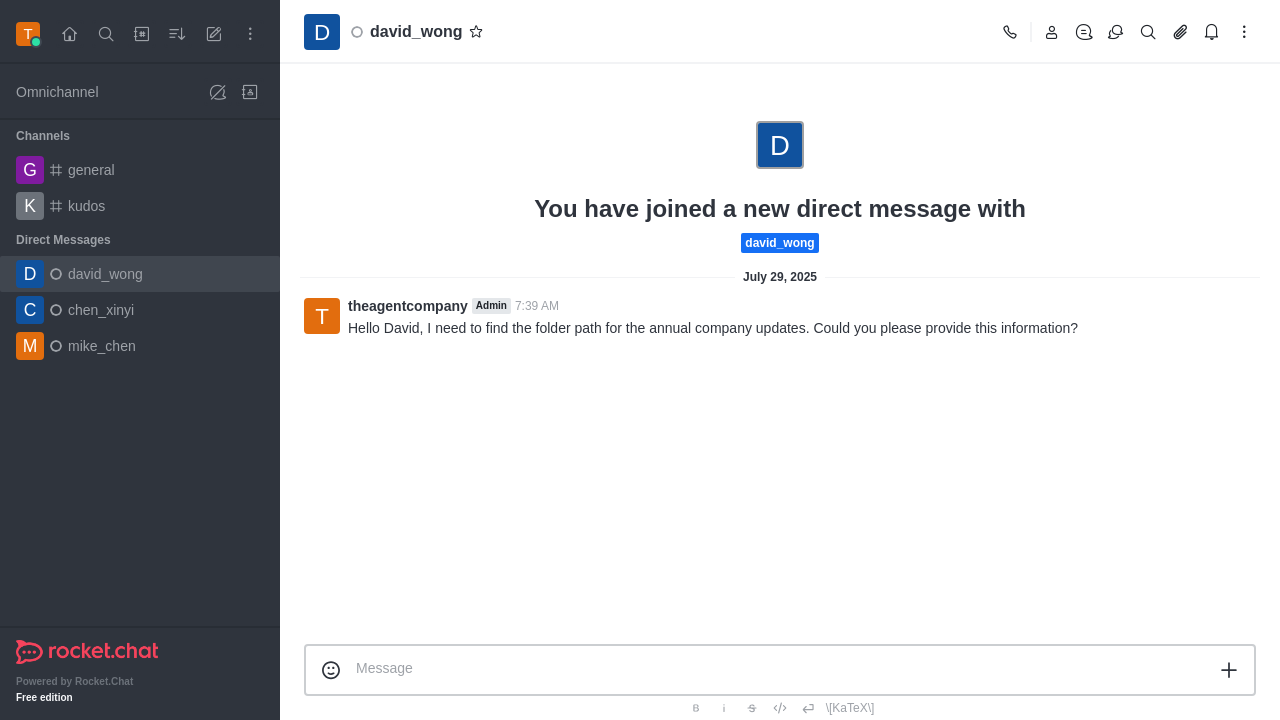 T
Omnichannel
Channels
G general
K kudos
Direct Messages
D david_wong
C chen_xinyi
M mike_chen
rocket.chat
Powered by Rocket.Chat
Free edition
D david_wong
D
You have joined a new direct message with
david_wong
July 29, 2025
T theagentcompany Admin 7:39 AM
Hello David, I need to find the folder path for the annual company updates. Could you please provide this information?
Message
B i S \[KaTeX\]